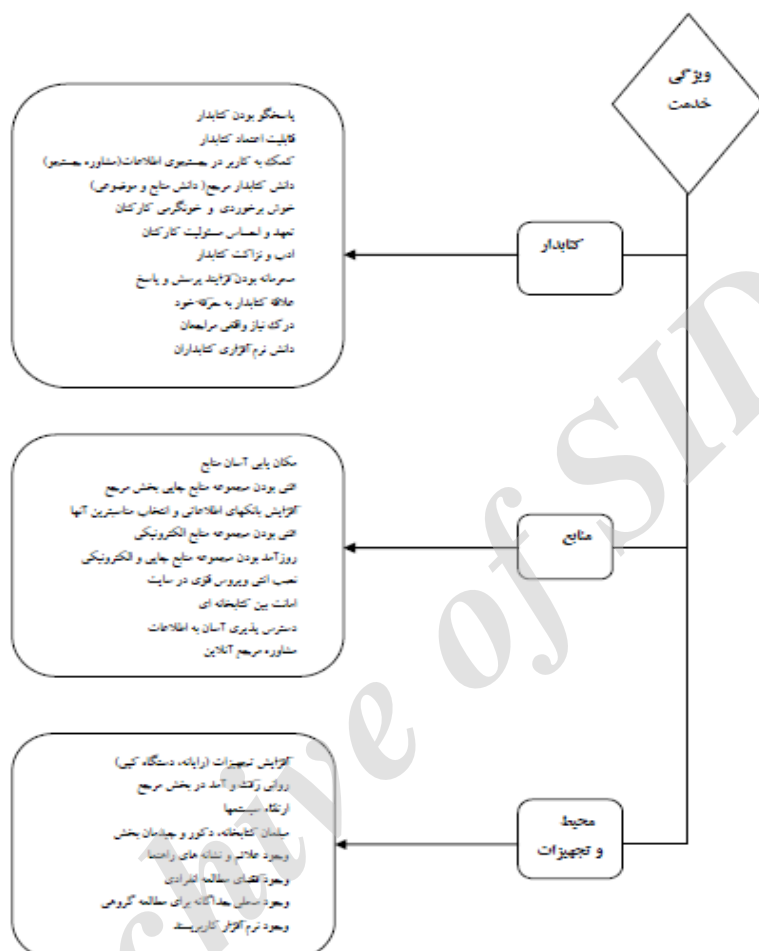 ویژگی
خدمت
کتابدار
پاسخگو بودن کتابدار
قابلیت اعتماد کتابدار
کمک به کاربر در جستجوی اطلاعات(مشاوره جستجو)
دانش کتابدار مرجع( دانش منابع و موضوعی)
خوش برخوردی و خونگرمی کارکنان
تعهد و احساس مسئولیت کارکنان
ادب و نزاکت کتابدار
محرمانه بودن فرایند پرسش و پاسخ
علاقه کتابدار به حرفه خود
درک نیاز واقعی مراجعان
دانش نرم افزاری کتابداران
منابع
مکان یابی آسان منابع
غنی بودن مجموعه منابع چاپی بخش مرجع
افزایش بانکهای اطلاعاتی و انتخاب مناسبترین آنها
غنی بودن مجموعه منابع الکترونیکی
روزآمد بودن مجموعه منابع چاپی و الکترونیکی
نصب انتی ویروس قوی در سایت
امانت بین کتابخانه ای
دسترس پذیری آسان به اطلاعات
مشاوره مرجع آنلاین
محیط
و تجهیزات
افزایش تجهیزات (رایانه، دستگاه کپی)
روانی رفت و آمد در بخش مرجع
ارتقاء سیستمها
مبلمان کتابخانه، دکور و چیدمان بخش
وجود علائم و نشانه های راهنما
وجود فضای مطالعه انفرادی
وجود محلی جداگانه برای مطالعه گروهی
وجود نرم افزار کاربرپسند
chive of SID